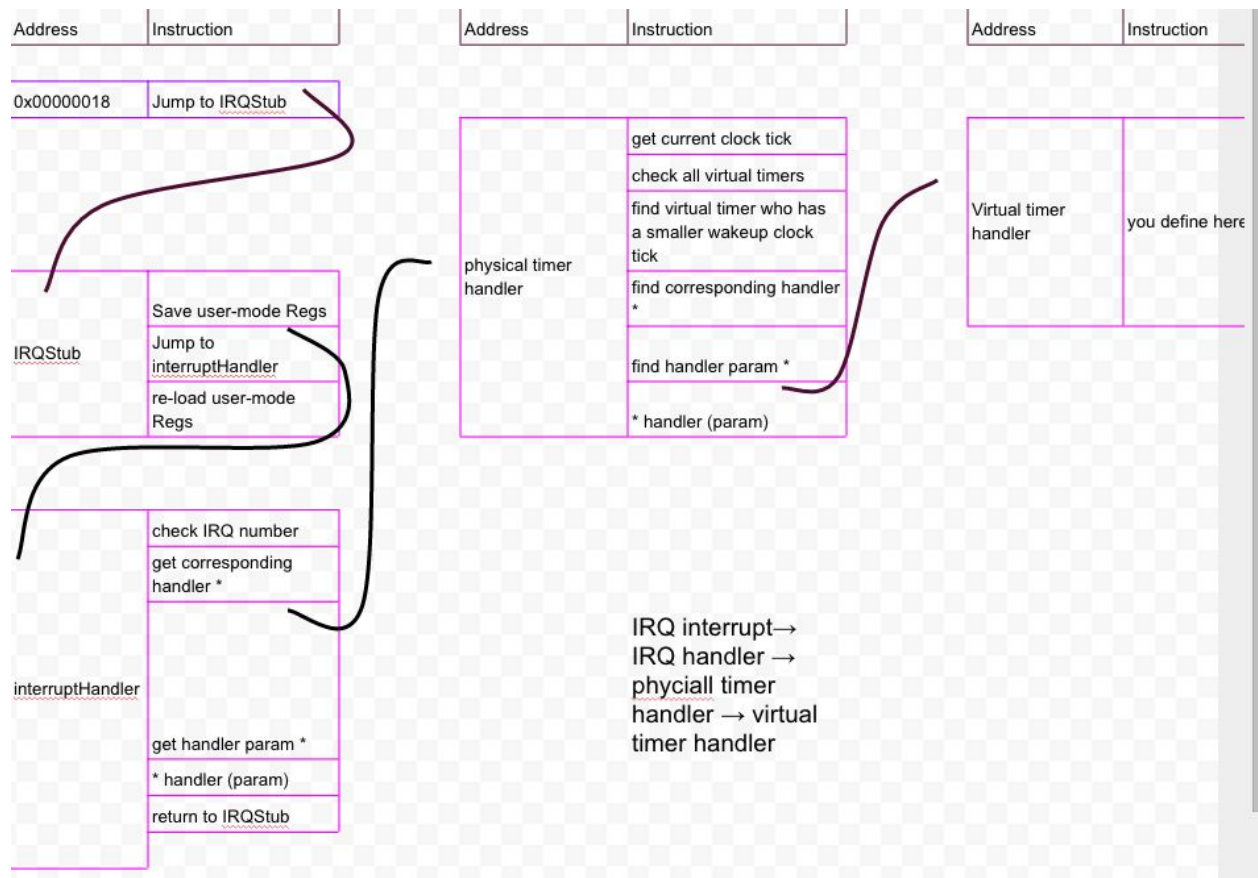 Address Instruction
0x00000018 Jump to IRQStub
IRQStub
Save user-mode Regs
Jump to
interruptHandler
re-load user-mode
Regs
interruptHandler
check IRQ number
get corresponding
handler *
get handler param *
* handler (param)
return to IRQStub
Address Instruction
physical timer
handler
get current clock tick
check all virtual timers
find virtual timer who has
a smaller wakeup clock
tick
find corresponding handler
*
find handler param *
* handler (param)
IRQ interrupt→
IRQ handler →
phyciall timer
handler → virtual
timer handler
Address Instruction
Virtual timer
handler
you define here